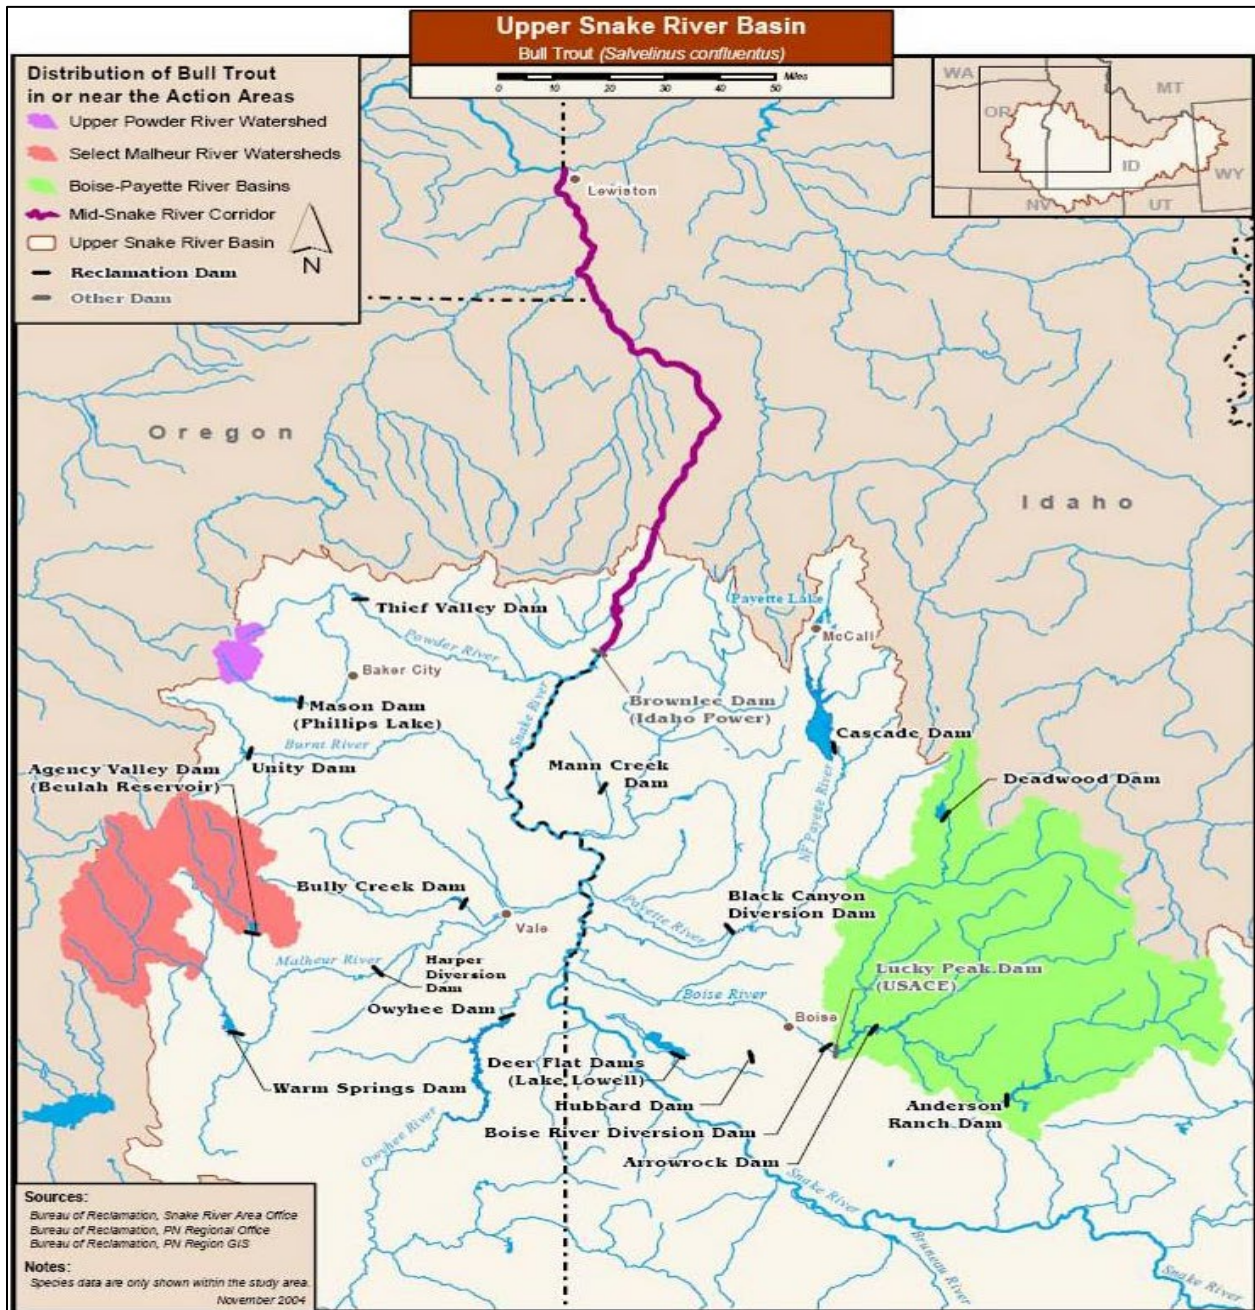 Upper Snake River Basin
Bull Trout (Salvelinus confluentus)
0 10 20 30 40 50 Miles
Distribution of Bull Trout
in or near the Action Areas
Upper Powder River Watershed
Select Malheur River Watersheds
Boise-Payette River Basins
Mid-Snake River Corridor
Upper Snake River Basin
Reclamation Dam
Other Dam
N
WA
MT
OR
ID
WY
NV
UT
Lewiston
Oregon
Idaho
Thief Valley Dam
Payette Lake
McCall
Powder River
Baker City
Brownlee Dam
(Idaho Power)
Mason Dam
(Phillips Lake)
Snake River
Cascade Dam
Burnt River
Unity Dam
Mann Creek
Dam
Agency Valley Dam
(Beulah Reservoir)
Deadwood Dam
NF Payette River
Bully Creek Dam
Black Canyon
Diversion Dam
Vale
Payette River
Malheur River
Harper
Diversion
Dam
Lucky Peak Dam
(USACE)
Boise River
Owyhee Dam
Boise
Deer Flat Dams
(Lake Lowell)
Warm Springs Dam
Hubbard Dam
Anderson
Ranch Dam
Boise River Diversion Dam
Owyhee River
Arrowrock Dam
Snake River
Bruneau River
Snake River
Sources:
Bureau of Reclamation, Snake River Area Office
Bureau of Reclamation, PN Regional Office
Bureau of Reclamation, PN Region GIS
Notes:
Species data are only shown within the study area.
November 2004